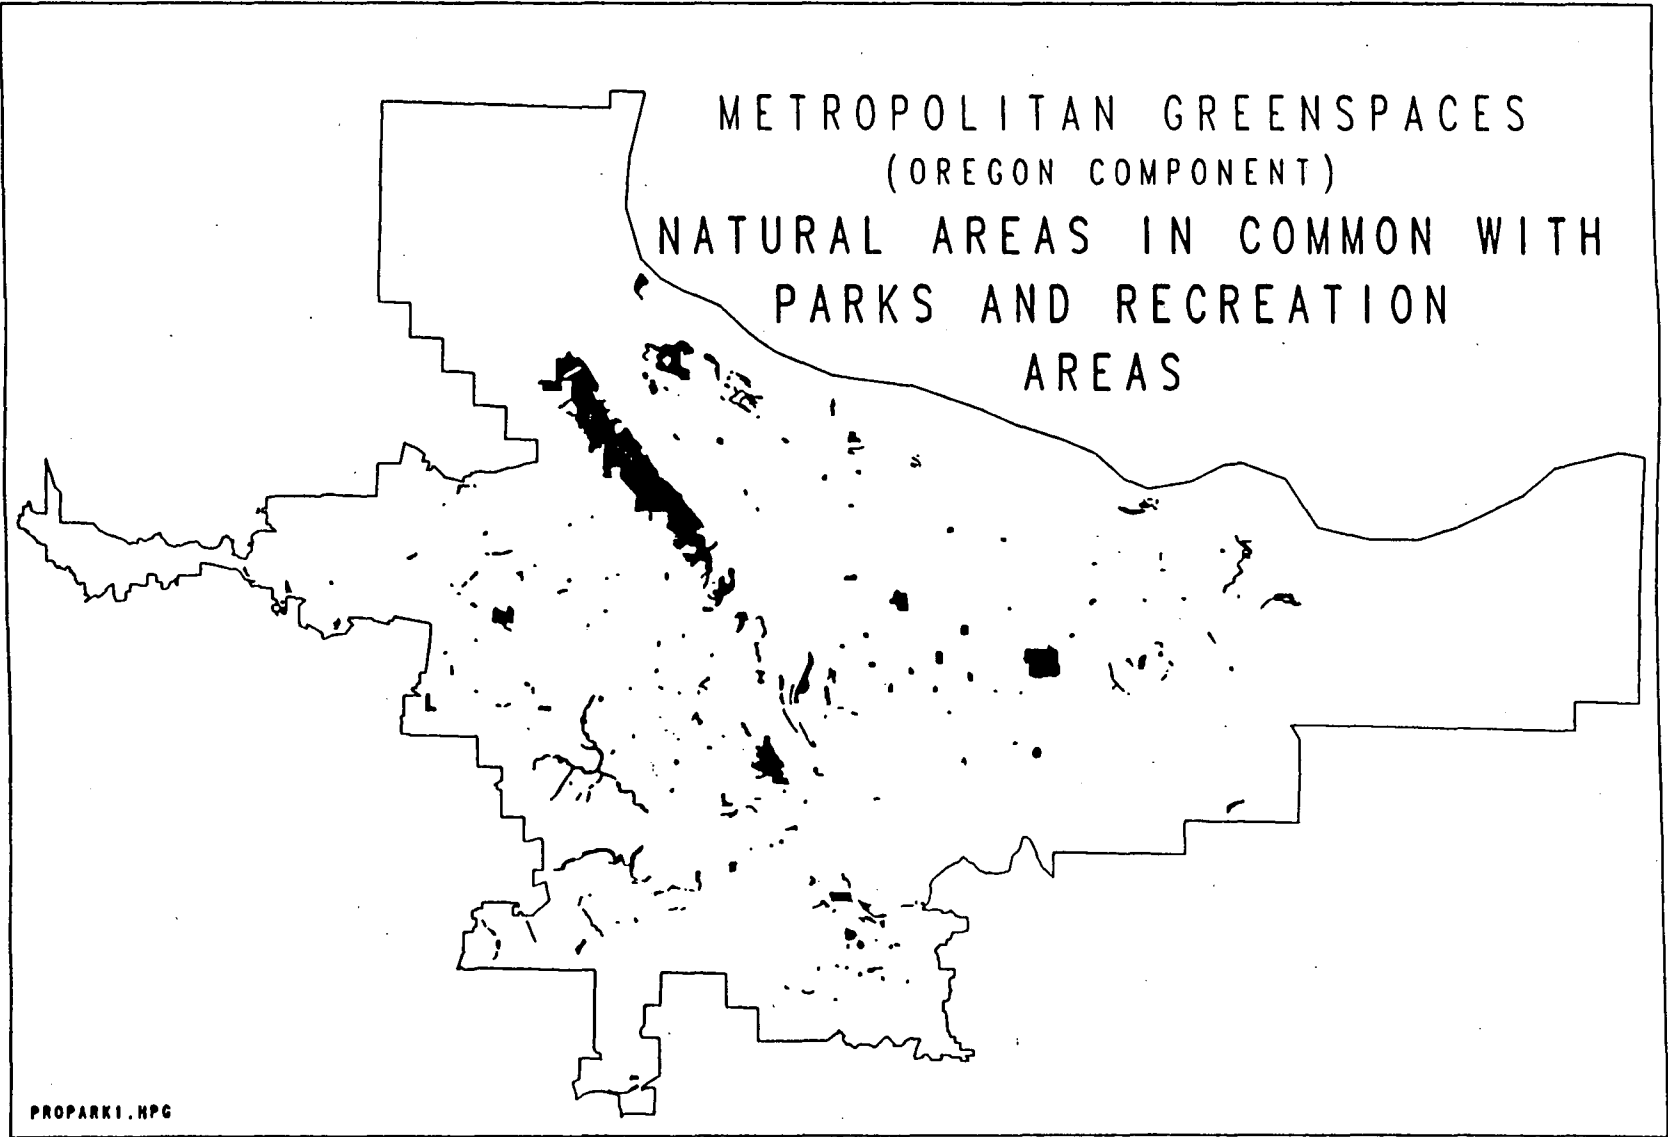 METROPOLITAN GREENSPACES
(OREGON COMPONENT)
NATURAL AREAS IN COMMON WITH
PARKS AND RECREATION
AREAS
PROPARK1.HPG